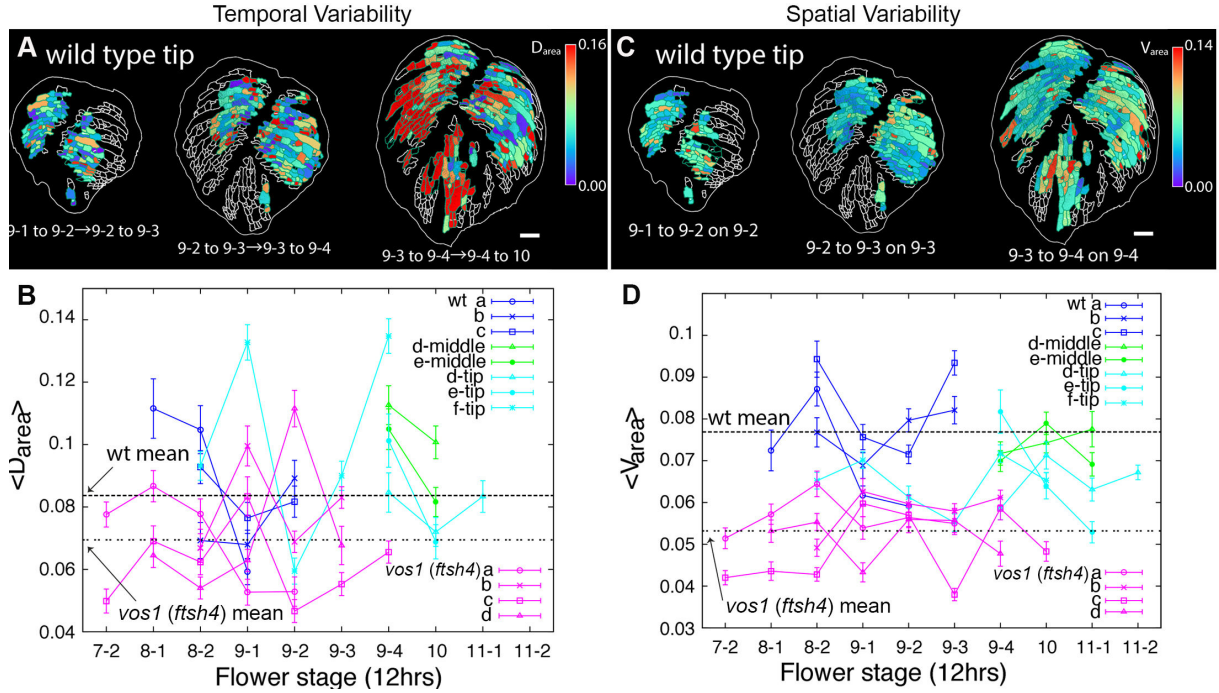 Temporal Variability
Spatial Variability
A
wild type tip
D area
0.16
0.00
9-1 to 9-2→9-2 to 9-3
9-2 to 9-3→9-3 to 9-4
9-3 to 9-4→9-4 to 10
C
wild type tip
V area
0.14
0.00
9-1 to 9-2 on 9-2
9-2 to 9-3 on 9-3
9-3 to 9-4 on 9-4
B
<D area>
0.14
0.12
0.1
0.08
0.06
0.04
wt a
b
c
d-middle
e-middle
d-tip
e-tip
f-tip
wt mean
vos1 (ftsh4) mean
vos1 (ftsh4) a
b
c
d
7-2 8-1 8-2 9-1 9-2 9-3 9-4 10 11-1 11-2
Flower stage (12hrs)
D
<V area>
0.1
0.09
0.08
0.07
0.06
0.05
0.04
0.03
wt a
b
c
d-middle
e-middle
d-tip
e-tip
f-tip
wt mean
vos1 (ftsh4) mean
vos1 (ftsh4) a
b
c
d
7-2 8-1 8-2 9-1 9-2 9-3 9-4 10 11-1 11-2
Flower stage (12hrs)